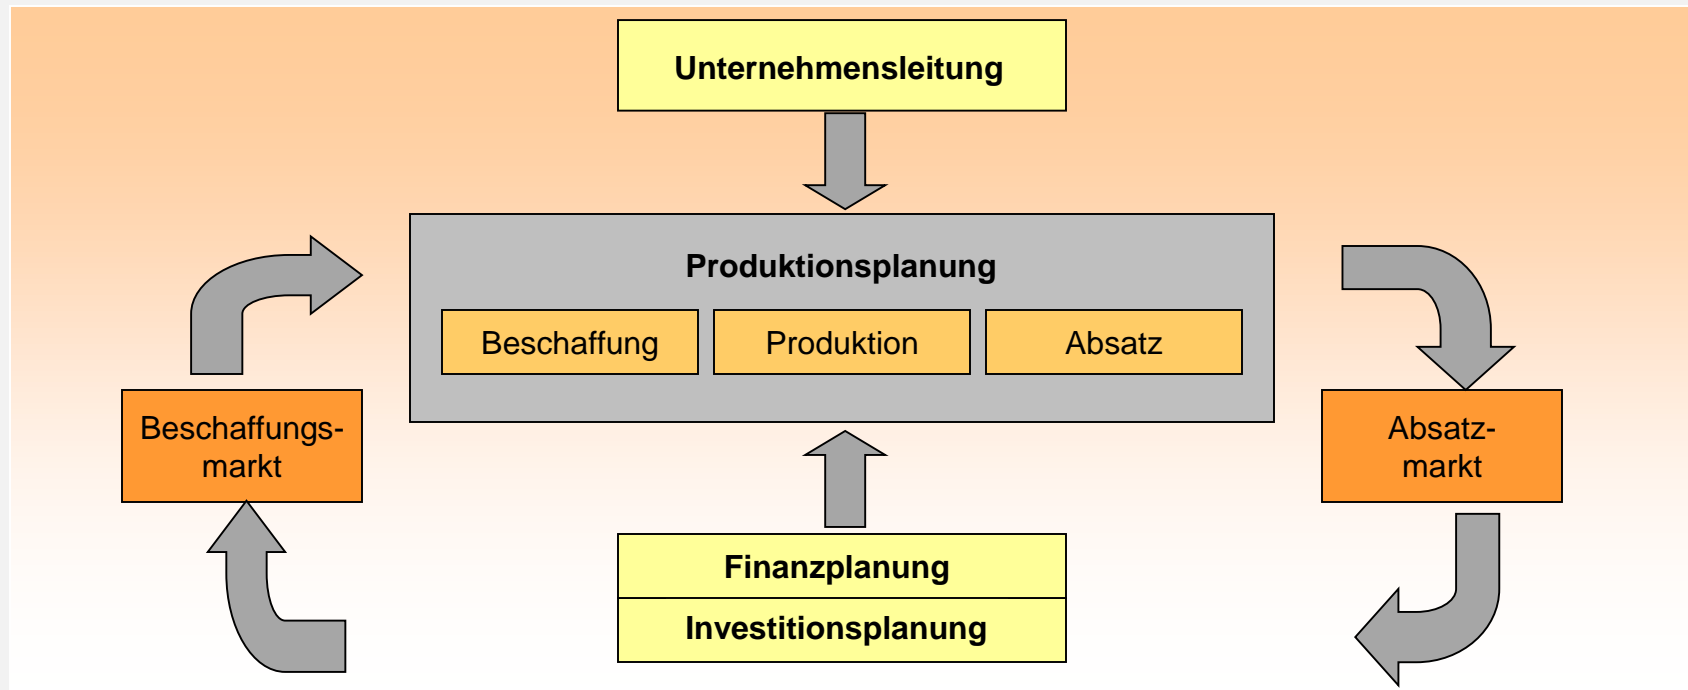 Unternehmensleitung
Produktionsplanung
Beschaffung
Produktion
Absatz
Beschaffungs-
markt
Absatz-
markt
Finanzplanung
Investitionsplanung